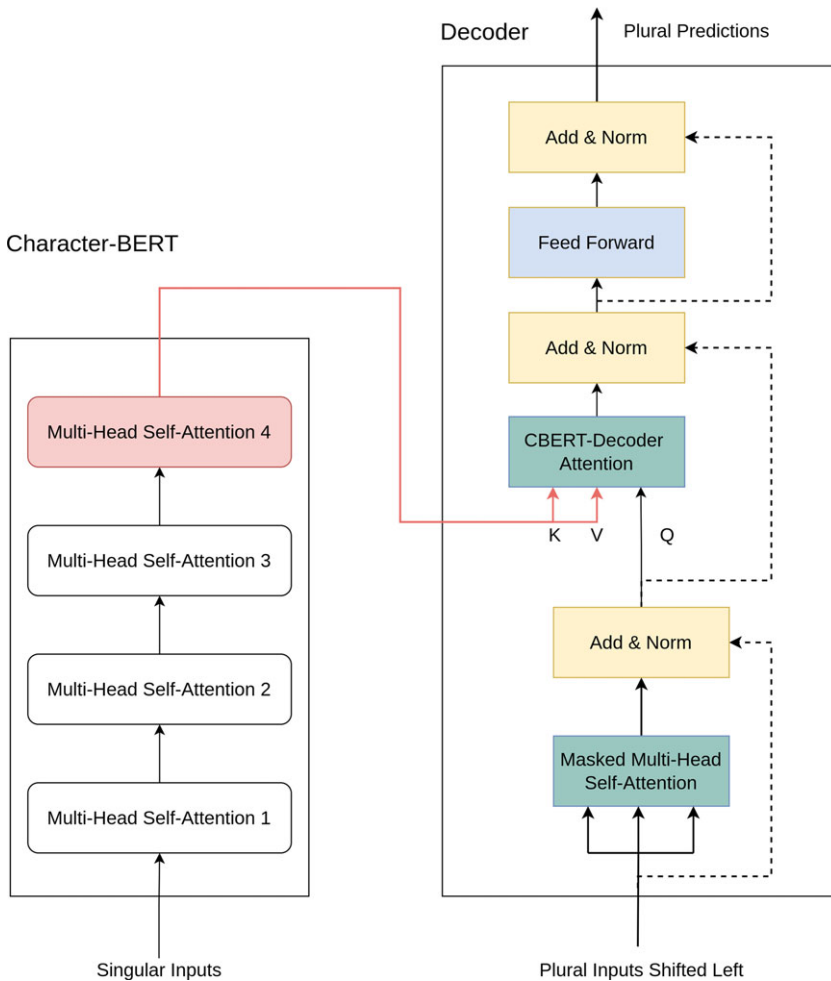 Character-BERT
Multi-Head Self-Attention 4
Multi-Head Self-Attention 3
Multi-Head Self-Attention 2
Multi-Head Self-Attention 1
Singular Inputs
Decoder
Plural Predictions
Add & Norm
Feed Forward
Add & Norm
CBERT-Decoder
Attention
K V Q
Add & Norm
Masked Multi-Head
Self-Attention
Plural Inputs Shifted Left